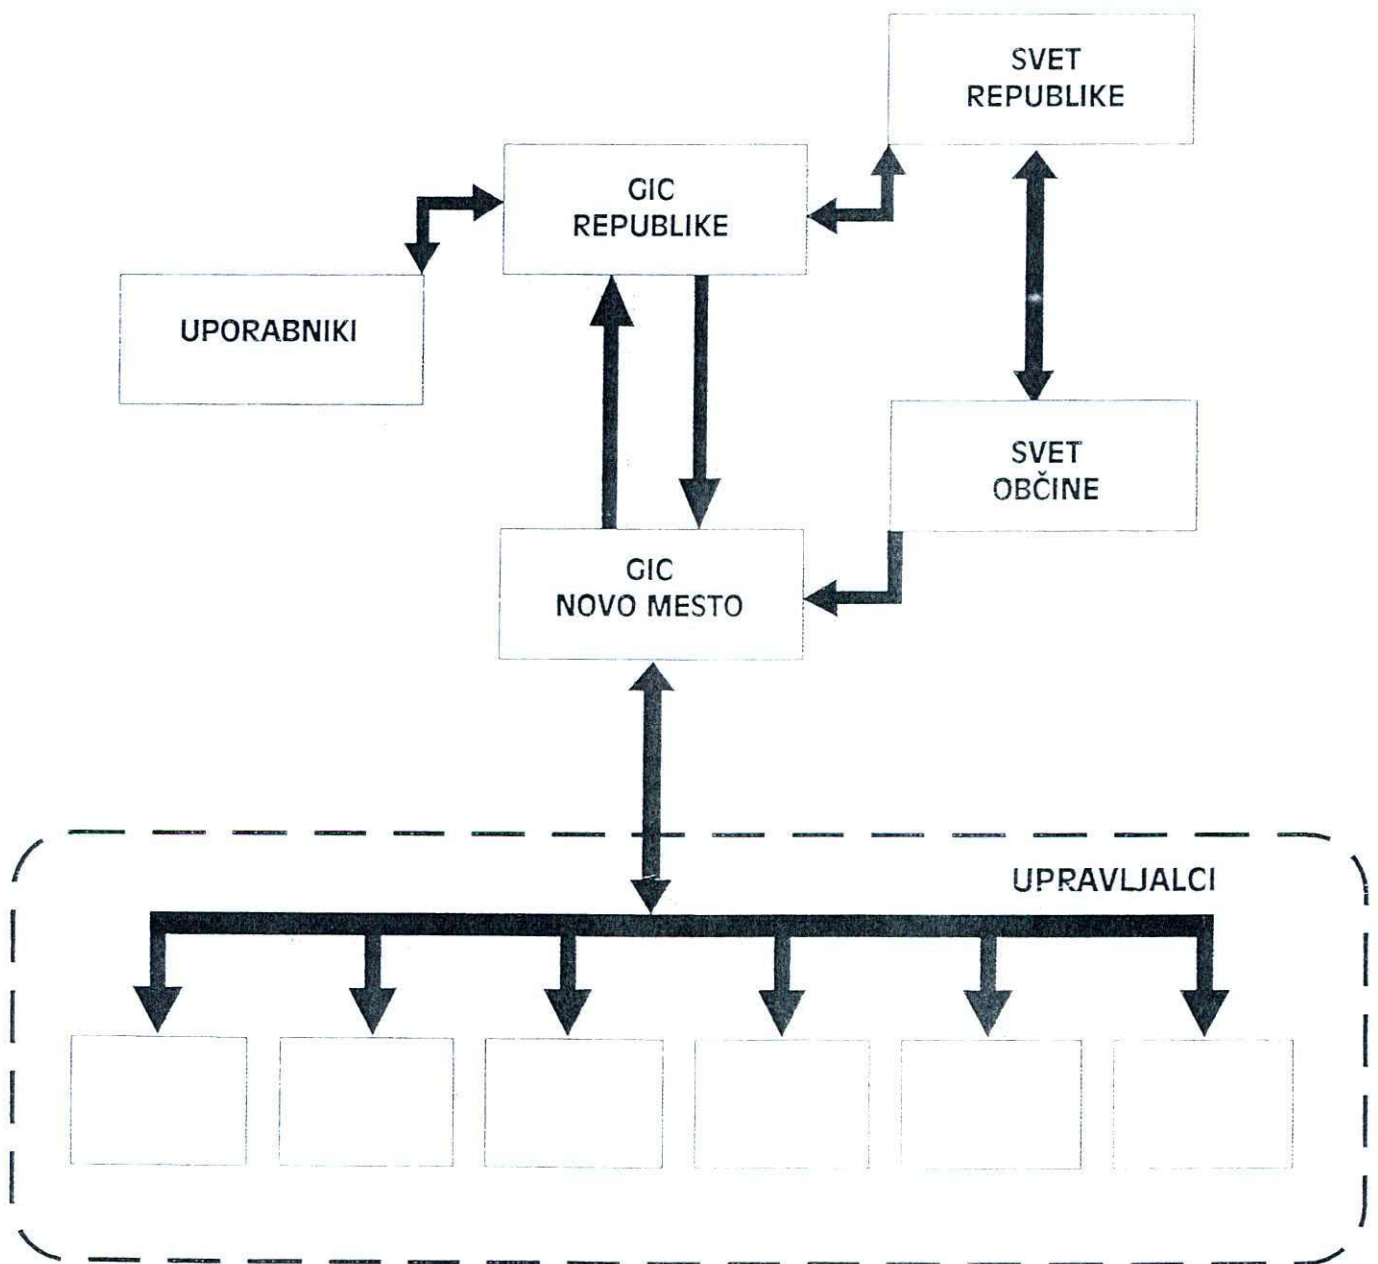 SVET
REPUBLIKE
GIC
REPUBLIKE
UPORABNIKI
SVET
OBČINE
GIC
NOVO MESTO
UPRAVLJALCI